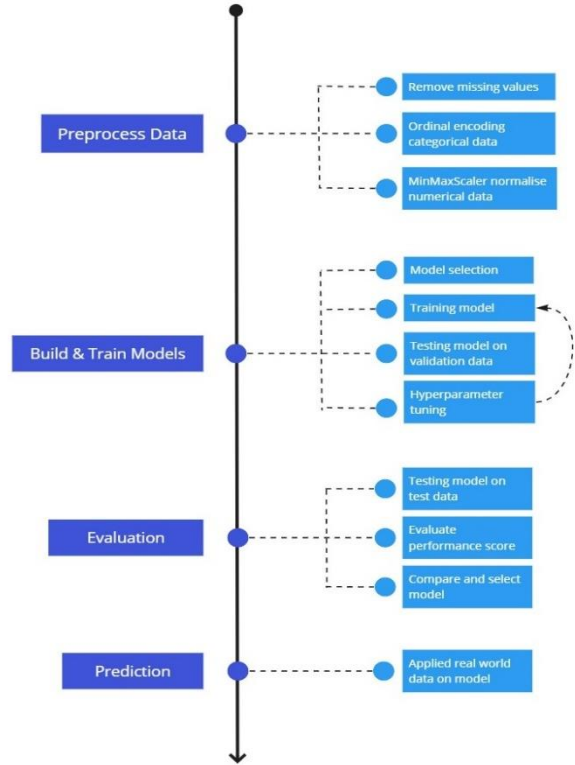 Preprocess Data
Remove missing values
Ordinal encoding
categorical data
MinMaxScaler normalise
numerical data
Build & Train Models
Model selection
Training model
Testing model on
validation data
Hyperparameter
tuning
Evaluation
Testing model on
test data
Evaluate
performance score
Compare and select
model
Prediction
Applied real world
data on model